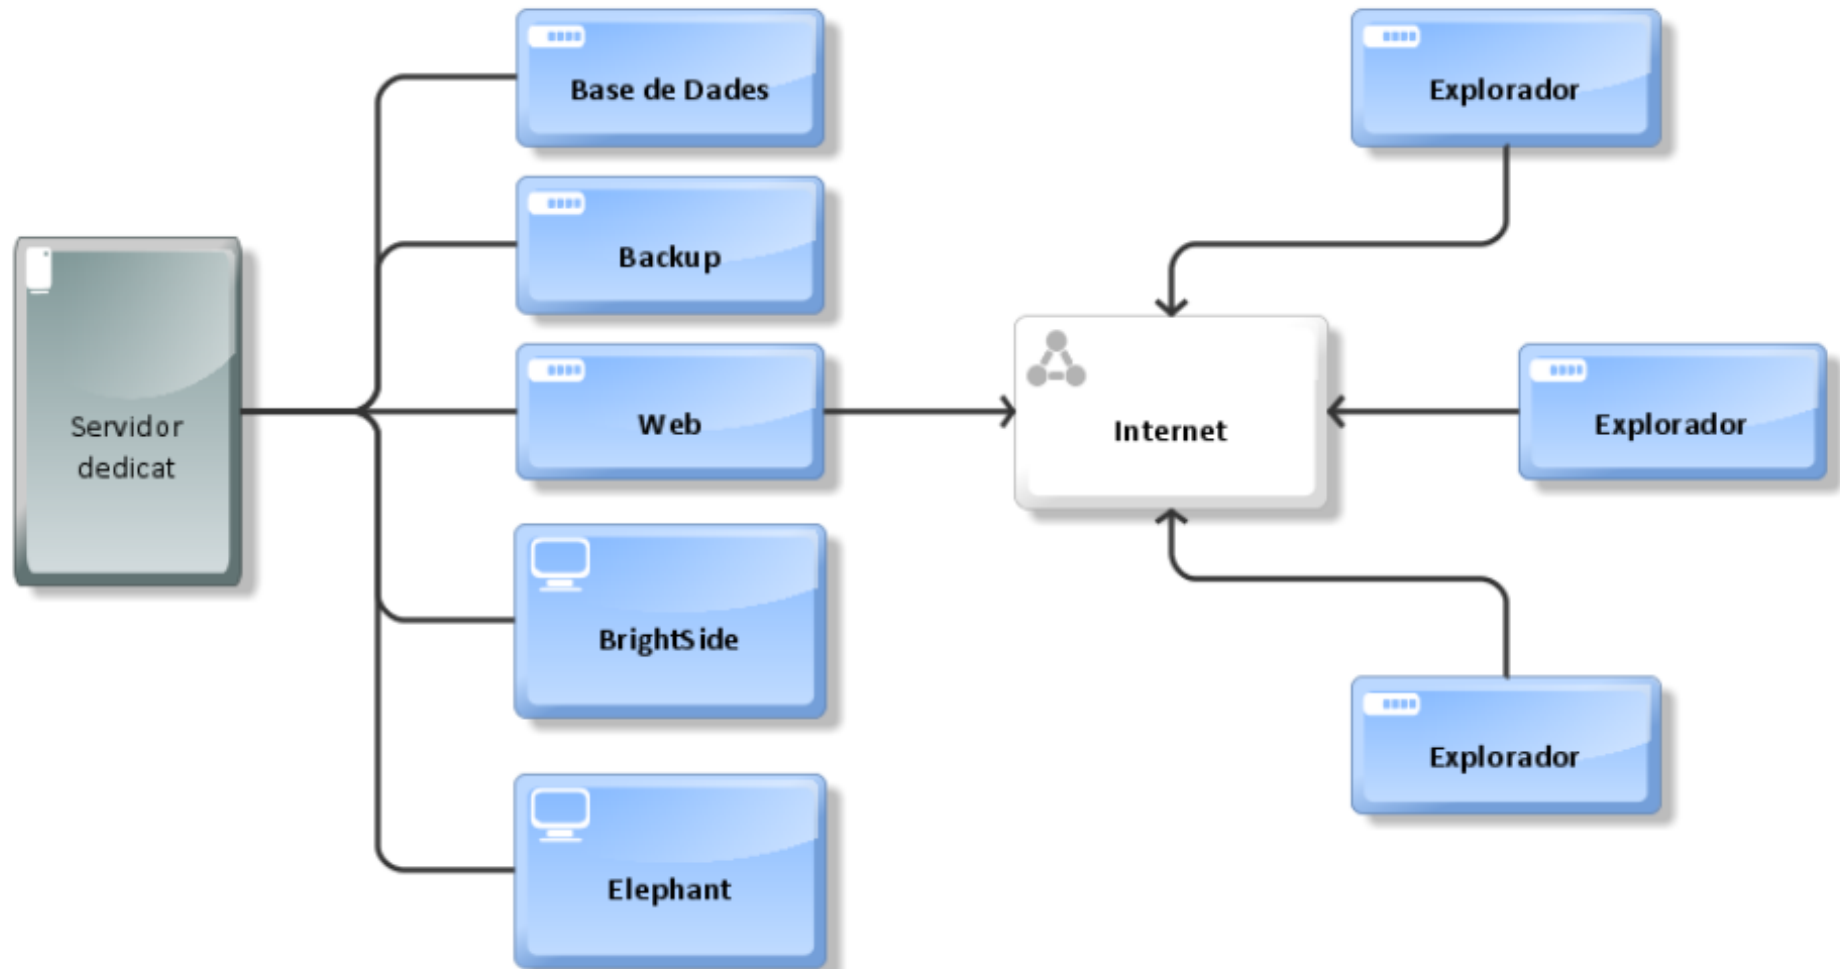 Base de Dades
Explorador
Backup
Servidor
dedicat
Web
Internet
Explorador
BrightSide
Explorador
Elephant